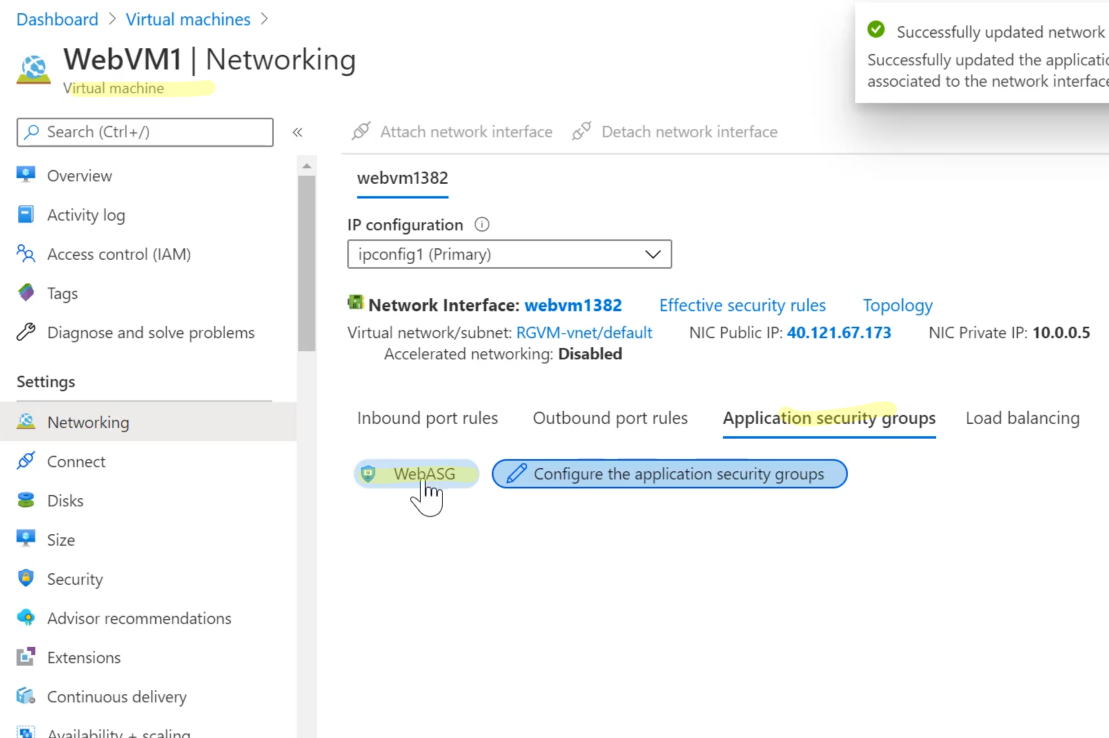 Dashboard > Virtual machines >
WebVM1 | Networking
Virtual machine
Successfully updated network
Successfully updated the
associated to the network
Search (Ctrl+/)
«
Overview
Activity log
Access control (IAM)
Tags
Diagnose and solve problems
Settings
Networking
Connect
Disks
Size
Security
Advisor recommendations
Extensions
Continuous delivery
Availability + scaling
Attach network interface
Detach network interface
webvm1382
IP configuration
ipconfig1 (Primary)
Network Interface: webvm1382 Effective security rules Topology
Virtual network/subnet: RGVM-vnet/default NIC Public IP: 40.121.67.173 NIC Private IP: 10.0.0.5
Accelerated networking: Disabled
Inbound port rules Outbound port rules Application security groups Load balancing
WebASG Configure the application security groups